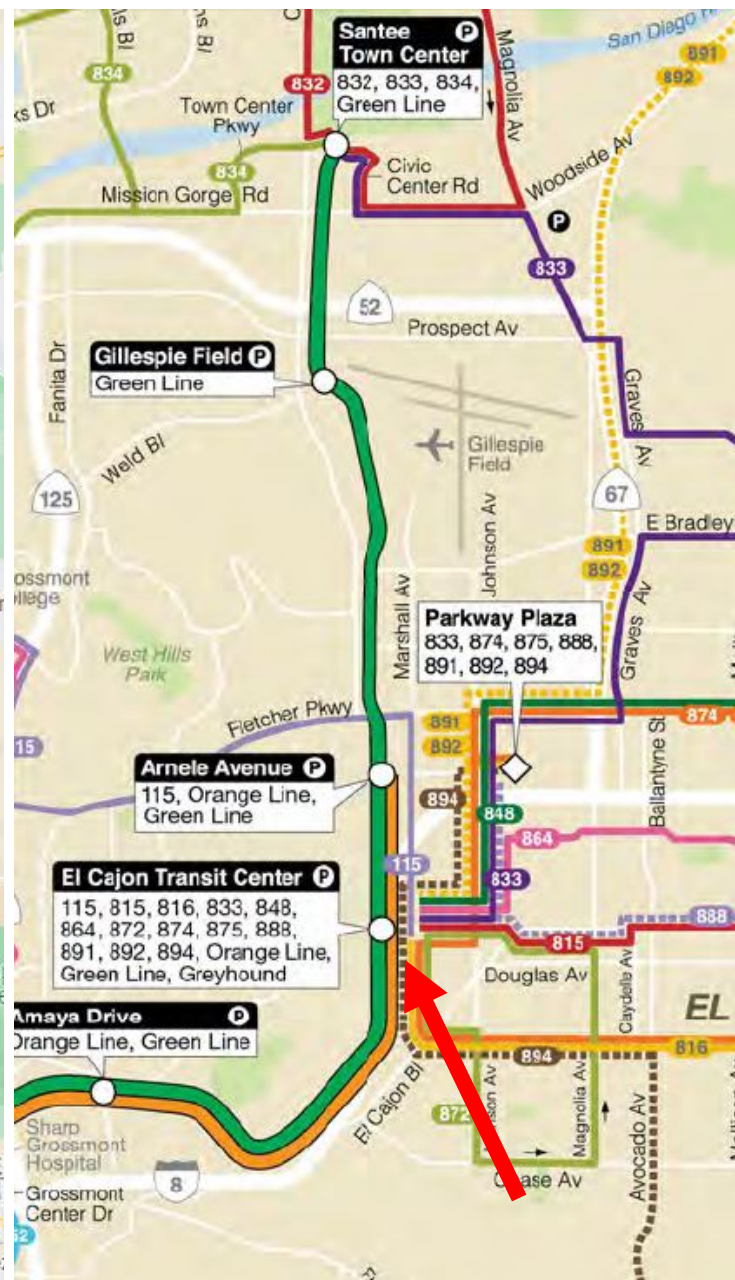 Santee
Town Center P
832, 833, 834,
Green Line
Magnolia Av
San Diego
891
892
834
832
Town Center
Pkwy
834
Civic
Center Rd
Woodside Av
Mission Gorge Rd
P
833
52
Prospect Av
Gillespie Field P
Green Line
Fanita Dr
Graves Av
Weld Bl
Gillespie
Field
67
125
Johnson Av
E Bradley
891
892
Marshall Av
Parkway Plaza
833, 874, 875, 888,
891, 892, 894
Graves Av
West Hills
Park
Fletcher Pkwy
891
892
874
15
Arnele Avenue P
115, Orange Line,
Green Line
894
848
Ballantyne St
864
115
833
El Cajon Transit Center P
115, 815, 816, 833, 848,
864, 872, 874, 875, 888,
891, 892, 894, Orange Line,
Green Line, Greyhound
888
815
Douglas Av
Caydelle Av
EL
Amaya Drive P
Orange Line, Green Line
894
816
El Cajon Bl
872
Magnolia Av
Avocado Av
Sharp
Grossmont
Hospital
8
Chase Av
Grossmont
Center Dr